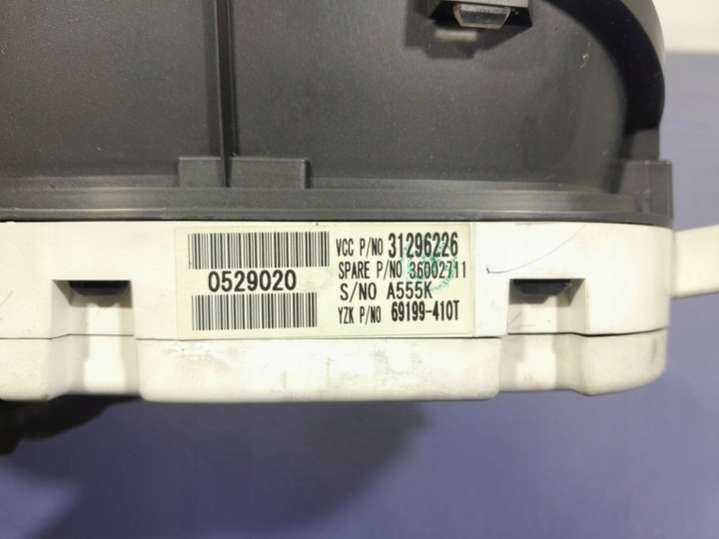 0529020
VCC P/NO 31296226
SPARE P/NO 36002711
S/NO A555K
YZK P/NO 69199-410T